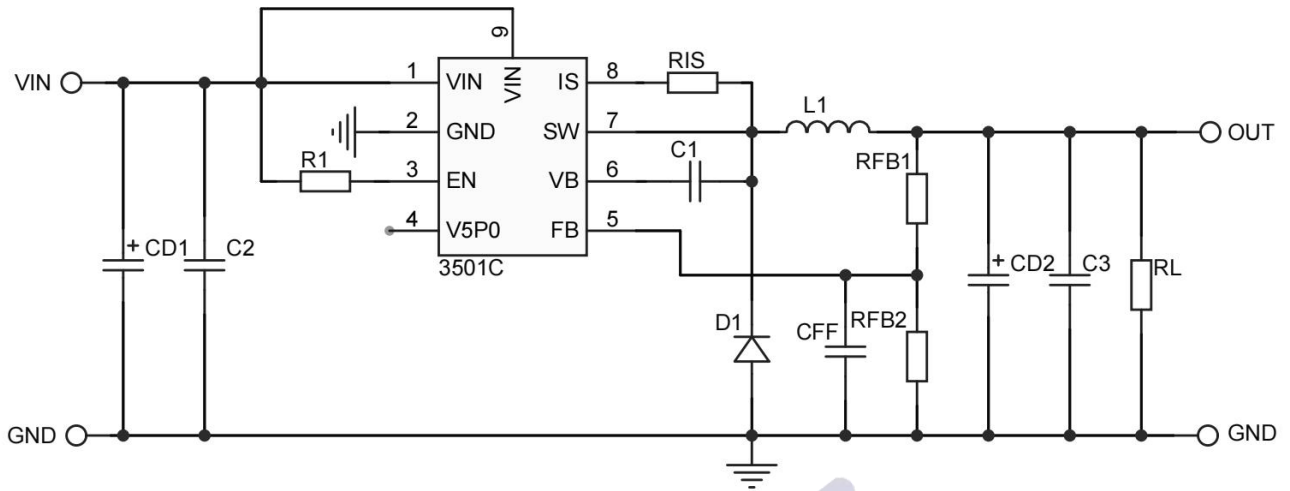 9
VIN
1
VIN
VIN
IS
8
RIS
2
GND
SW
7
L1
OUT
R1
3
EN
VB
6
C1
RFB1
4
V5P0
FB
5
3501C
+ CD1
C2
+ CD2
C3
RL
D1
CFF
RFB2
GND
GND